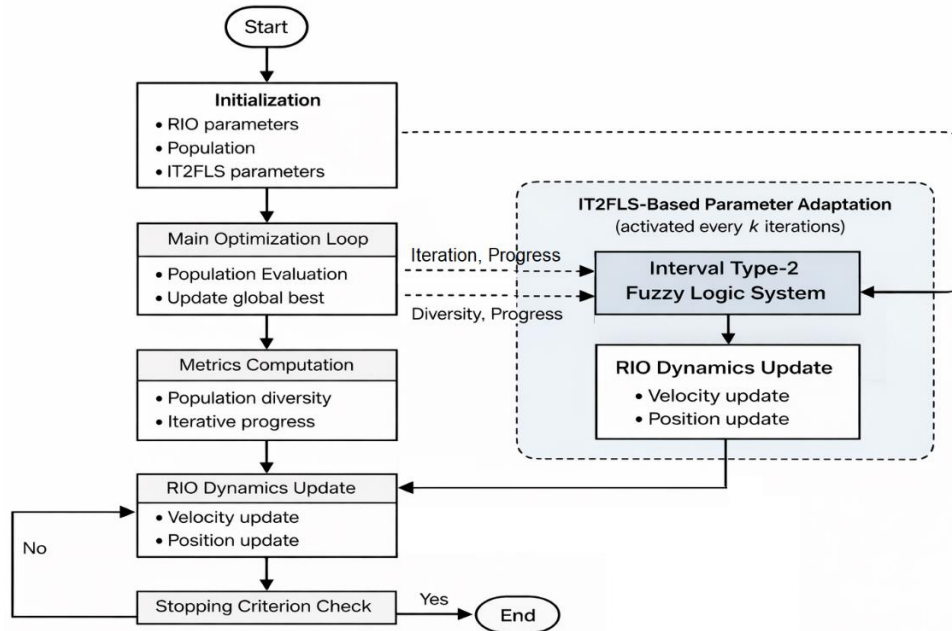 Start
Initialization
• RIO parameters
• Population
• IT2FLS parameters
Main Optimization Loop
• Population Evaluation
• Update global best
Iteration, Progress
Diversity, Progress
IT2FLS-Based Parameter Adaptation
(activated every k iterations)
Interval Type-2
Fuzzy Logic System
RIO Dynamics Update
• Velocity update
• Position update
Metrics Computation
• Population diversity
• Iterative progress
RIO Dynamics Update
• Velocity update
• Position update
No
Stopping Criterion Check
Yes
End